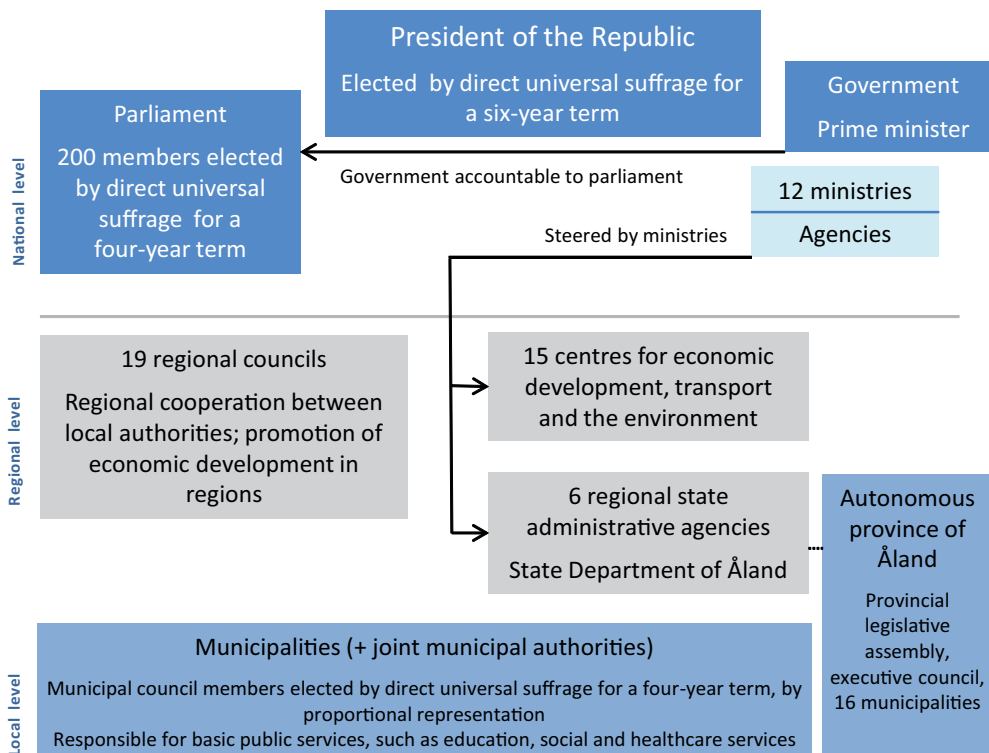 President of the Republic
Elected by direct universal suffrage for
a six-year term
Government
Prime minister
Parliament
200 members elected
by direct universal
suffrage for a
four-year term
Government accountable to parliament
12 ministries
Agencies
Steered by ministries
National level
19 regional councils
Regional cooperation between
local authorities; promotion of
economic development in
regions
15 centres for economic
development, transport
and the environment
6 regional state
administrative agencies
State Department of Åland
Regional level
Autonomous
province of
Åland
Provincial
legislative
assembly,
executive council,
16 municipalities
Municipalities (+ joint municipal authorities)
Municipal council members elected by direct universal suffrage for a four-year term, by
proportional representation
Responsible for basic public services, such as education, social and healthcare services
Local level